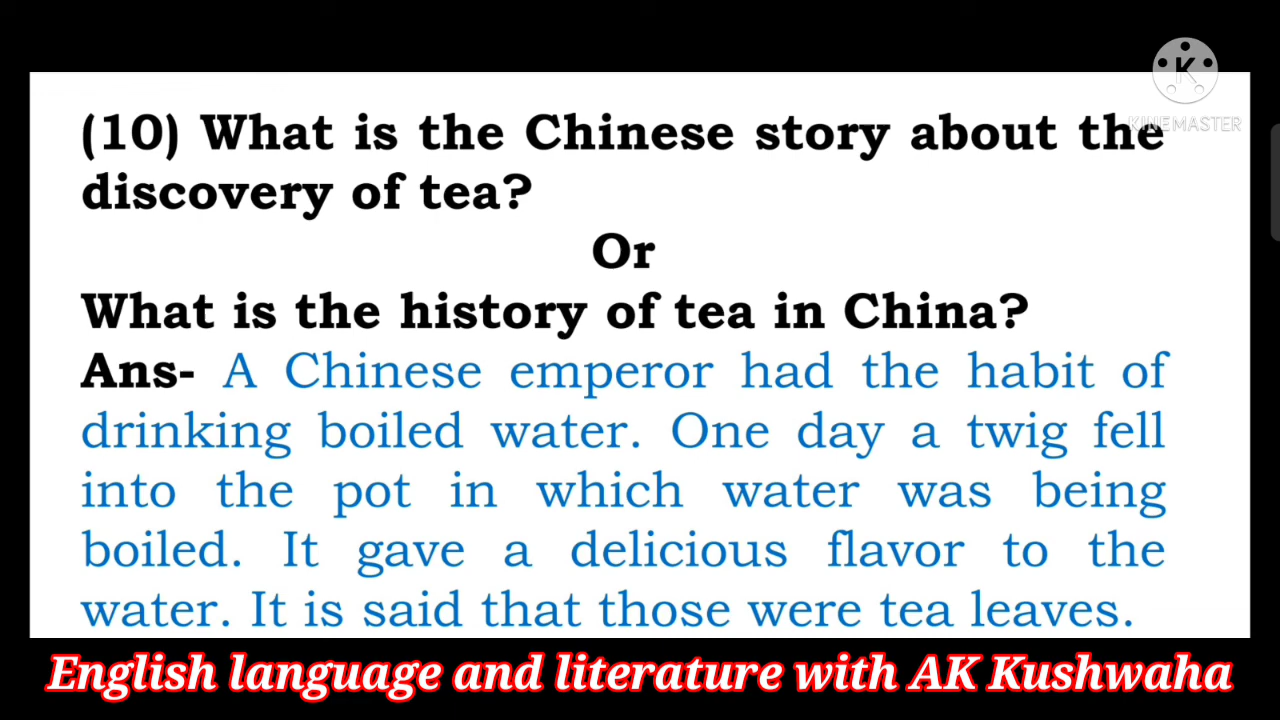 K
KINEMASTER
(10) What is the Chinese story about the
discovery of tea?
Or
What is the history of tea in China?
Ans- A Chinese emperor had the habit of
drinking boiled water. One day a twig fell
into the pot in which water was being
boiled. It gave a delicious flavor to the
water. It is said that those were tea leaves.
English language and literature with AK Kushwaha